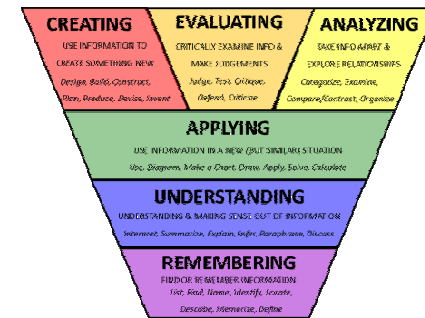 CREATING
USE INFORMATION TO
CREATE SOMETHING NEW
Design, Build, Construct,
Plan, Produce, Devise, Invent
EVALUATING
CRITICALLY EXAMINE INFO &
MAKE JUDGEMENTS
Judge, Test, Critique,
Defend, Criticize
ANALYZING
TAKE INFO APART &
EXPLORE RELATIONSHIPS
Categorize, Examine,
Compare/Contrast, Organize
APPLYING
USE INFORMATION IN A NEW (BUT SIMILAR) SITUATION
Use, Diagram, Make a Chart, Draw, Apply, Solve, Calculate
UNDERSTANDING
UNDERSTANDING & MAKING SENSE OUT OF INFORMATION
Interpret, Summarize, Explain, Infer, Paraphrase, Discuss
REMEMBERING
FIND OR REMEMBER INFORMATION
List, Find, Name, Identify, Locate,
Describe, Memorize, Define